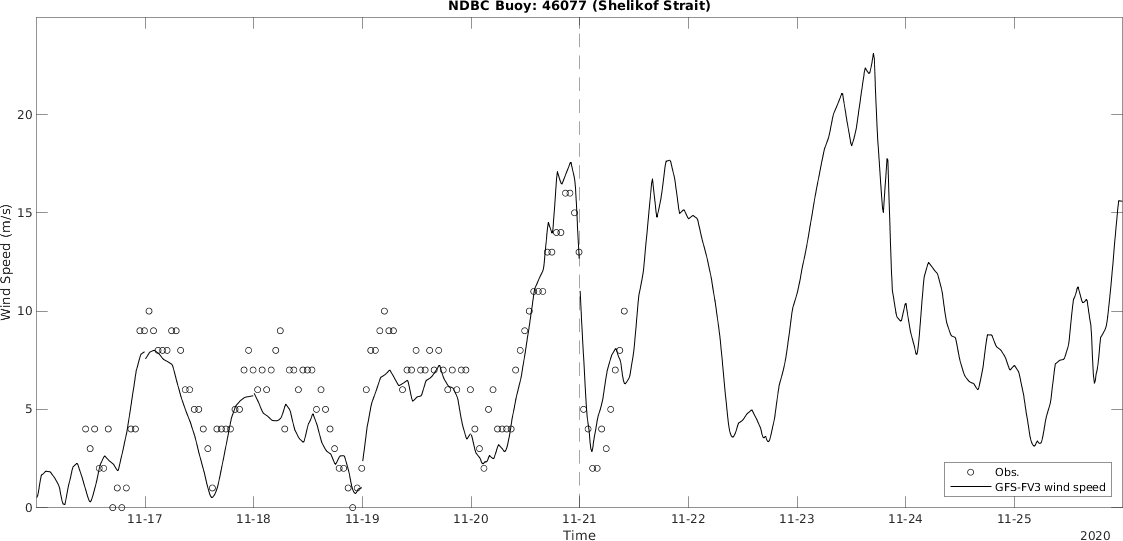 NDBC Buoy: 46077 (Shelikof Strait)
Wind Speed (m/s)
20
15
10
5
0
11-17 11-18 11-19 11-20 11-21 11-22 11-23 11-24 11-25
Time
2020
Obs.
GFS-FV3 wind speed